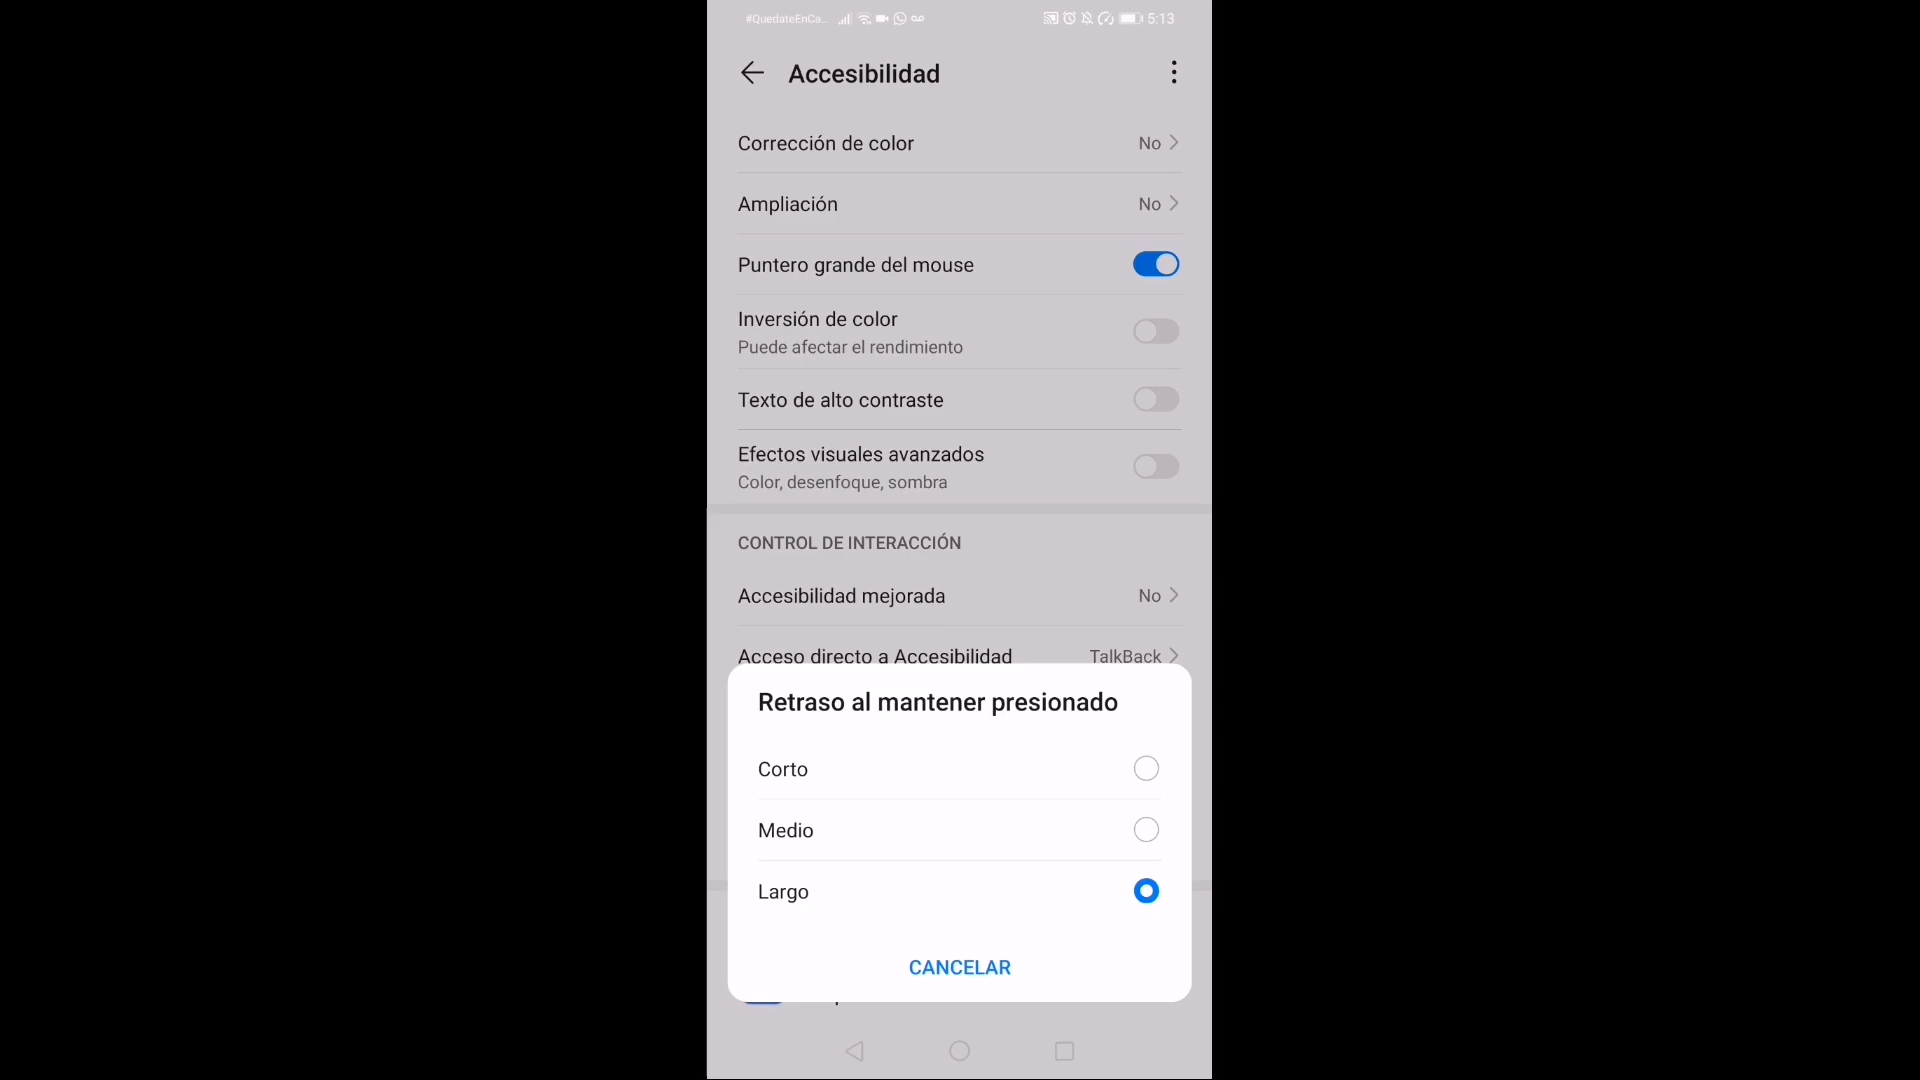 #QuedateEnCa... 5:13
Accesibilidad
Corrección de color No
Ampliación No
Puntero grande del mouse
Inversión de color
Puede afectar el rendimiento
Texto de alto contraste
Efectos visuales avanzados
Color, desenfoque, sombra
CONTROL DE INTERACCIÓN
Accesibilidad mejorada No
Acceso directo a Accesibilidad TalkBack
Retraso al mantener presionado
Corto
Medio
Largo
CANCELAR